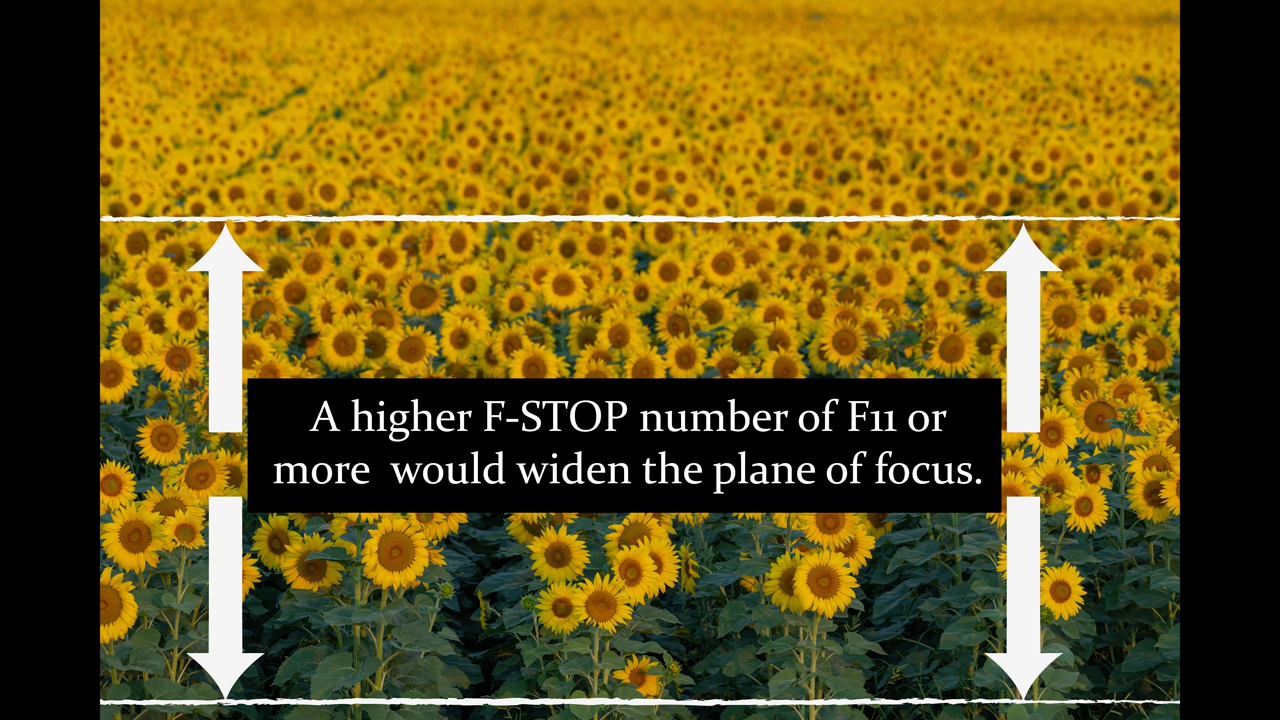 A higher F-STOP number of F11 or
more  would widen the plane of focus.